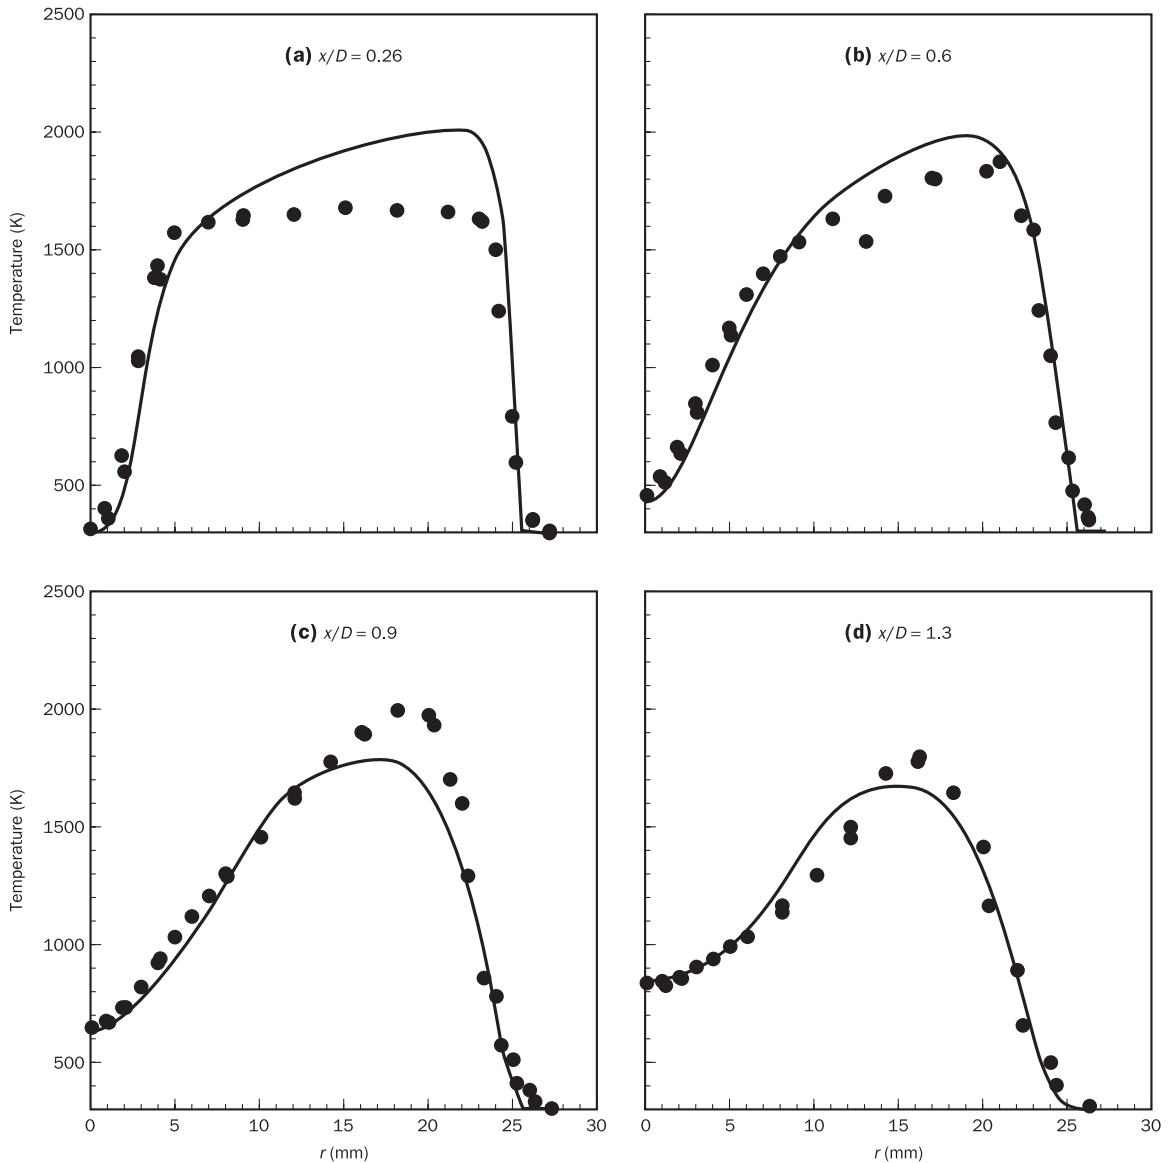 2500
(a) x/D = 0.26
(b) x/D = 0.6
2000
1500
Temperature (K)
1000
500
2500
(c) x/D = 0.9
(d) x/D = 1.3
2000
1500
Temperature (K)
1000
500
0 5 10 15 20 25 30 0 5 10 15 20 25 30
r (mm) r (mm)